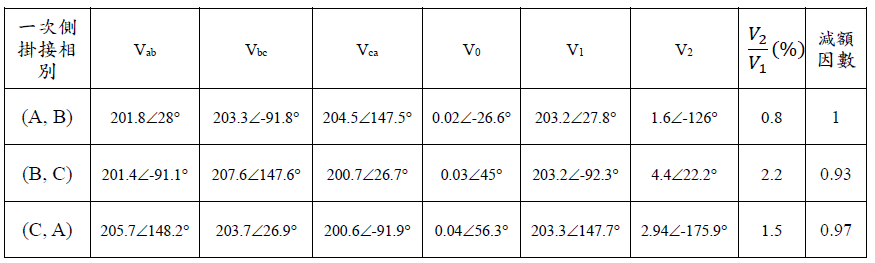 一次側掛接相別 Vab Vbc Vca V0 V1 V2 V2/V1(%) 減額因數
(A, B) 201.8∠28° 203.3∠-91.8° 204.5∠147.5° 0.02∠-26.6° 203.2∠27.8° 1.6∠-126° 0.8 1
(B, C) 201.4∠-91.1° 207.6∠147.6° 200.7∠26.7° 0.03∠45° 203.2∠-92.3° 4.4∠22.2° 2.2 0.93
(C, A) 205.7∠148.2° 203.7∠26.9° 200.6∠-91.9° 0.04∠56.3° 203.3∠147.7° 2.94∠-175.9° 1.5 0.97